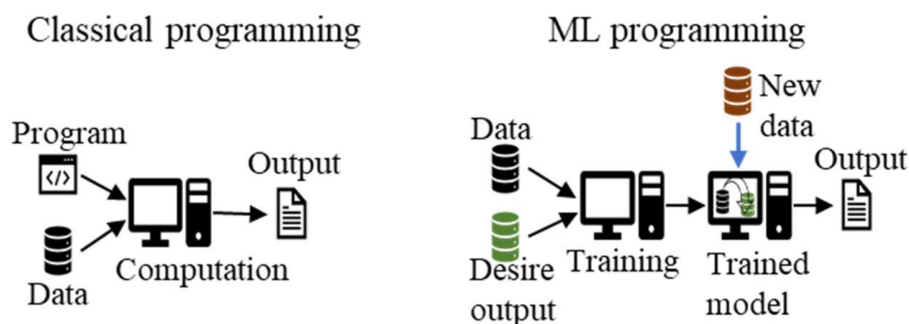 Classical programming
Program
</>
Data
Computation
Output
ML programming
Data
Desire
output
Training
New
data
Trained
model
Output